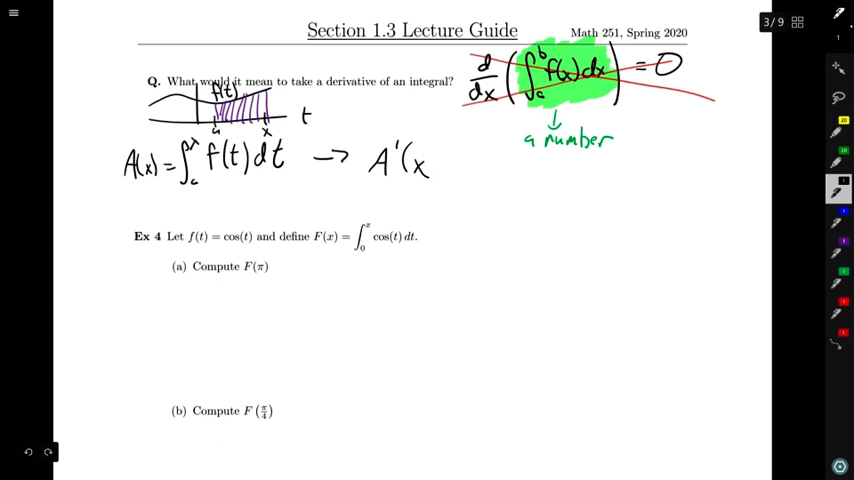 3/9
Section 1.3 Lecture Guide
Math 251, Spring 2020
Q. What would it mean to take a derivative of an integral?
d/dx (∫_a^b f(x)dx) = 0
a number
f(t)
a x t
A(x) = ∫_a^x f(t)dt → A'(x
Ex 4 Let f(t) = cos(t) and define F(x) = ∫_0^x cos(t) dt.
(a) Compute F(π)
(b) Compute F(π/4)